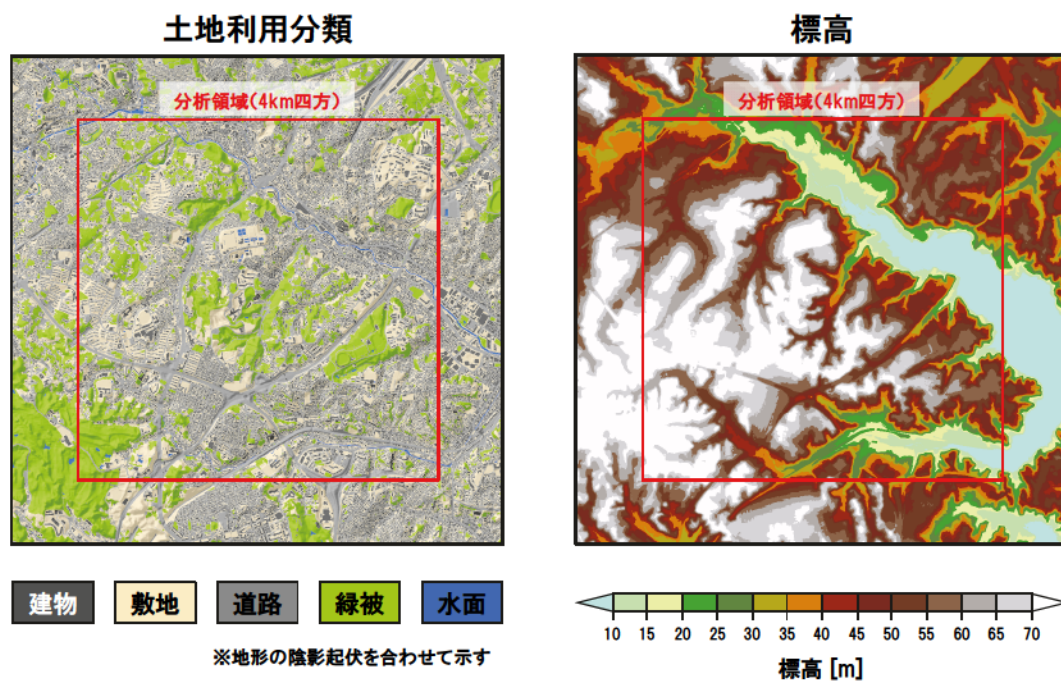 土地利用分類
標高
分析領域(4km四方)
分析領域(4km四方)
建物
敷地
道路
緑被
水面
※地形の陰影起伏を合わせて示す
10 15 20 25 30 35 40 45 50 55 60 65 70
標高 [m]